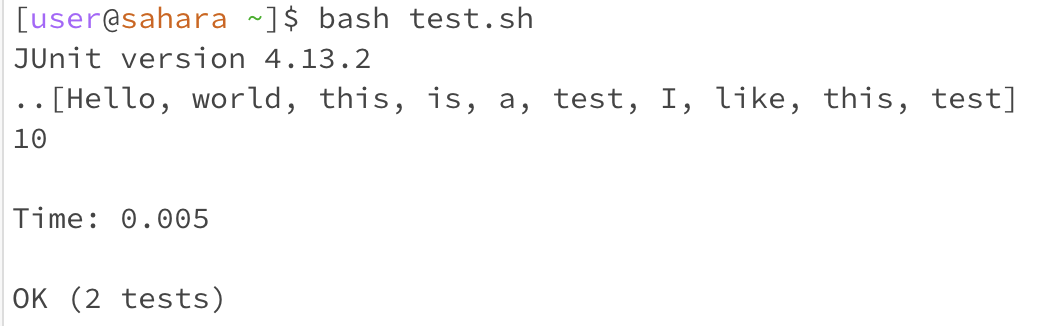 [user@sahara ~]$ bash test.sh
JUnit version 4.13.2
..[Hello, world, this, is, a, test, I, like, this, test]
10
Time: 0.005
OK (2 tests)